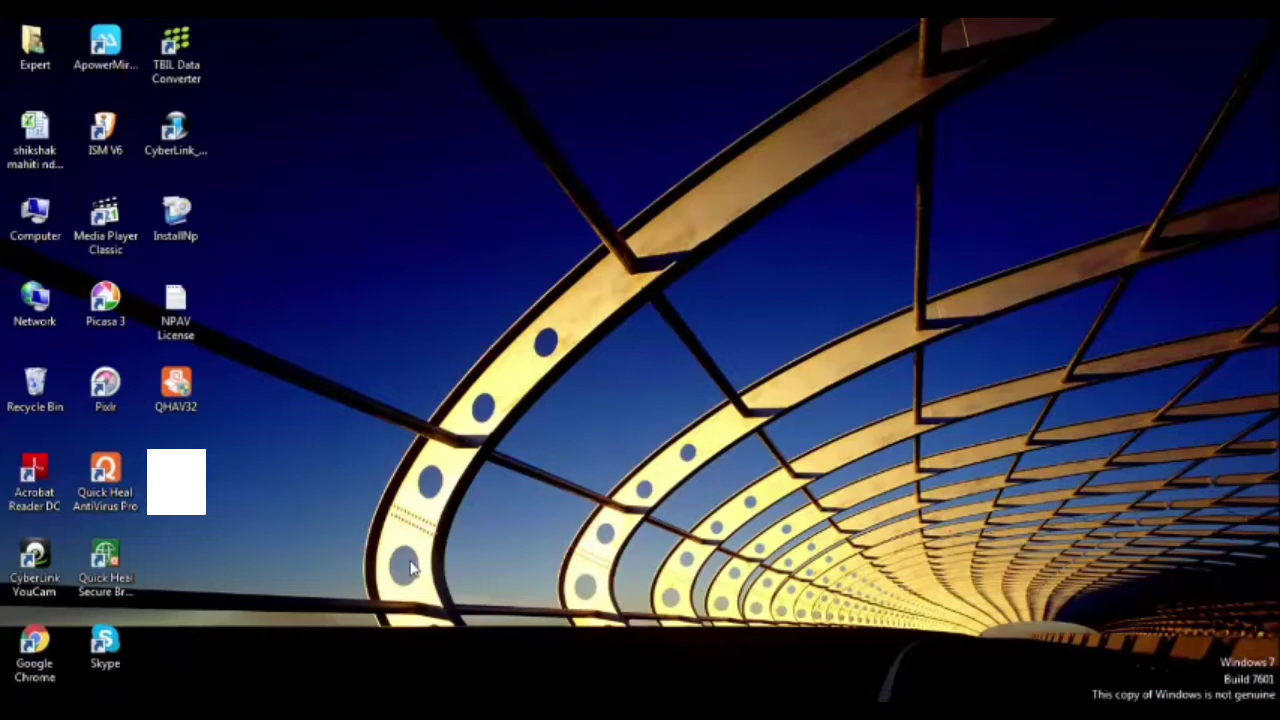 Expert
ApowerMir...
TBIL Data
Converter
shikshak
mahiti nd...
ISM V6
CyberLink_...
Computer
Media Player
Classic
InstallNp
Network
Picasa 3
NPAV
License
Recycle Bin
Pixlr
QHAV32
Acrobat
Reader DC
Quick Heal
AntiVirus Pro
CyberLink
YouCam
Quick Heal
Secure Br...
Google
Chrome
Skype
Windows 7
Build 7601
This copy of Windows is not genuine